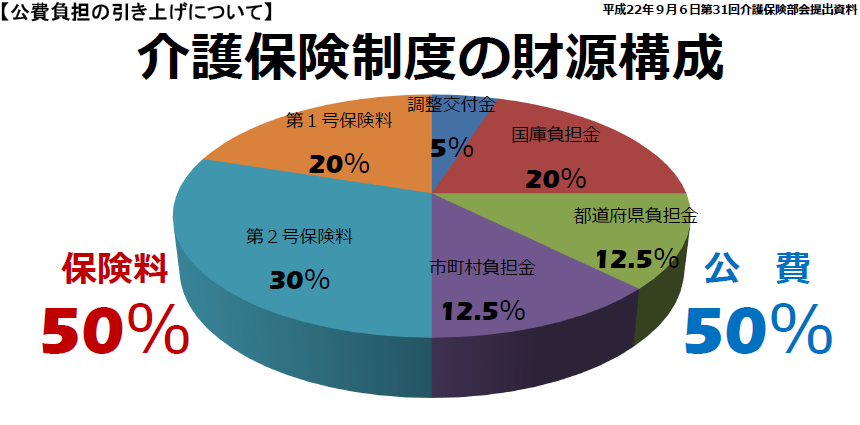 【公費負担の引き上げについて】
平成22年９月６日第31回介護保険部会提出資料
介護保険制度の財源構成
調整交付金
5%
国庫負担金
20%
都道府県負担金
12.5%
市町村負担金
12.5%
第２号保険料
30%
第１号保険料
20%
保険料
50%
公　費
50%